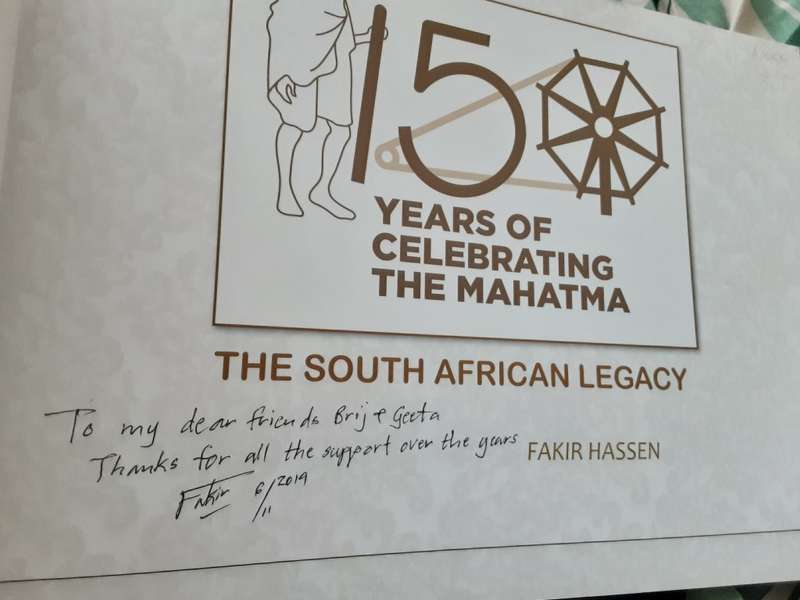 150
YEARS OF
CELEBRATING
THE MAHATMA
THE SOUTH AFRICAN LEGACY
To my dear friends Brij & Geeta
Thanks for all the support over the years
FAKIR HASSEN
Fakir 6/11 2019